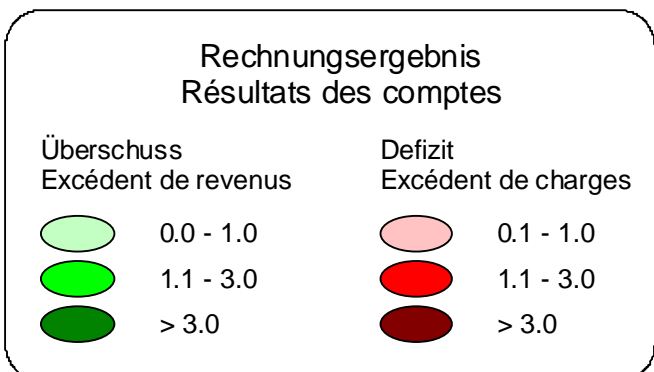 Rechnungsergebnis
Résultats des comptes
Überschuss
Excédent de revenus
0.0 - 1.0
1.1 - 3.0
> 3.0
Defizit
Excédent de charges
0.1 - 1.0
1.1 - 3.0
> 3.0